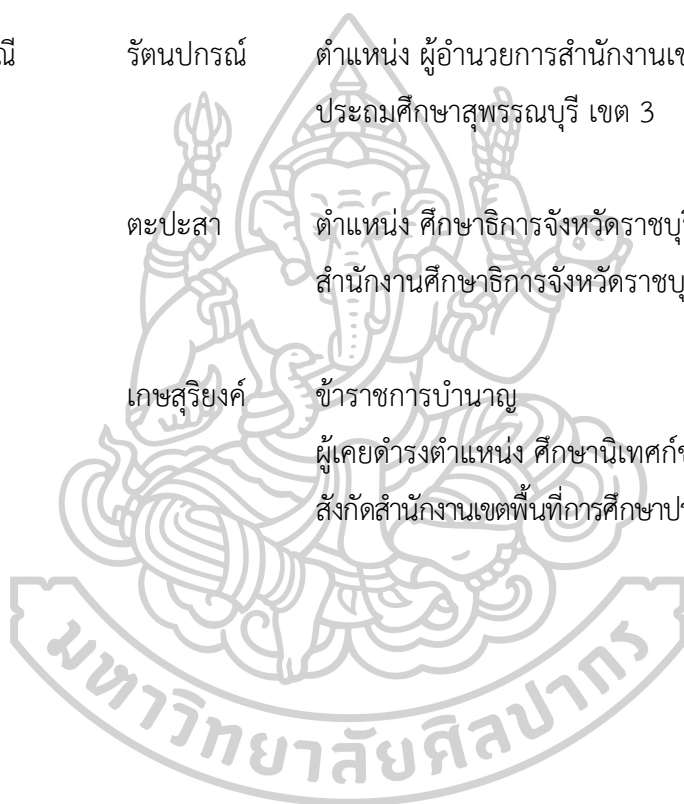 ณี รัตนปกรณ์ ตำแหน่ง ผู้อำนวยการสำนักงานเข
ประถมศึกษาสุพรรณบุรี เขต 3
ตะปะสา ตำแหน่ง ศึกษาธิการจังหวัดราชบุรี
สำนักงานศึกษาธิการจังหวัดราชบุ
เกษสุริยงค์ ข้าราชการบำนาญ
ผู้เคยดำรงตำแหน่ง ศึกษานิเทศก์ช
สังกัดสำนักงานเขตพื้นที่การศึกษาปร
มหาวิทยาลัยศิลปากร